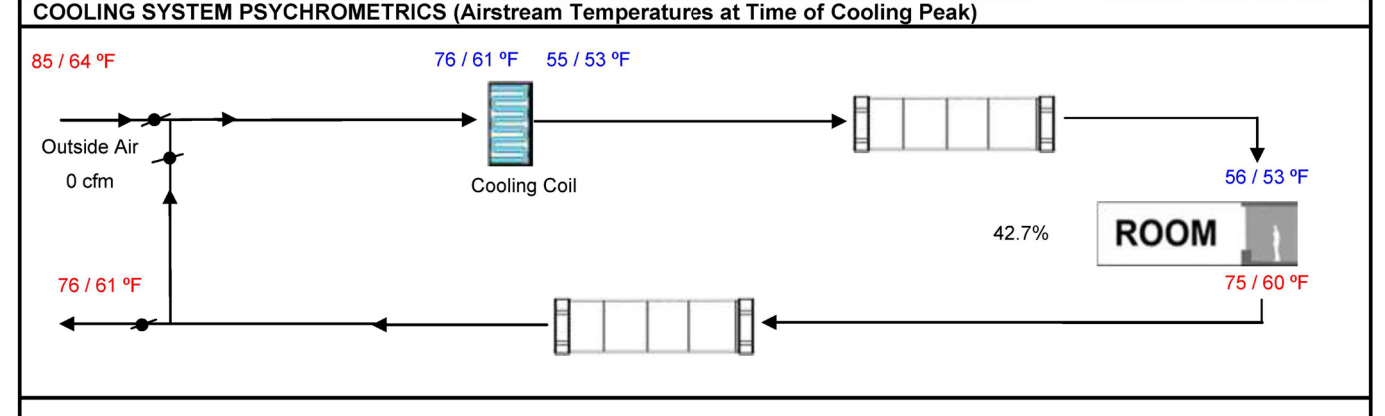 COOLING SYSTEM PSYCHROMETRICS (Airstream Temperatures at Time of Cooling Peak)
85 / 64 ºF
76 / 61 ºF
55 / 53 ºF
Outside Air
0 cfm
Cooling Coil
56 / 53 ºF
42.7%
ROOM
76 / 61 ºF
75 / 60 ºF